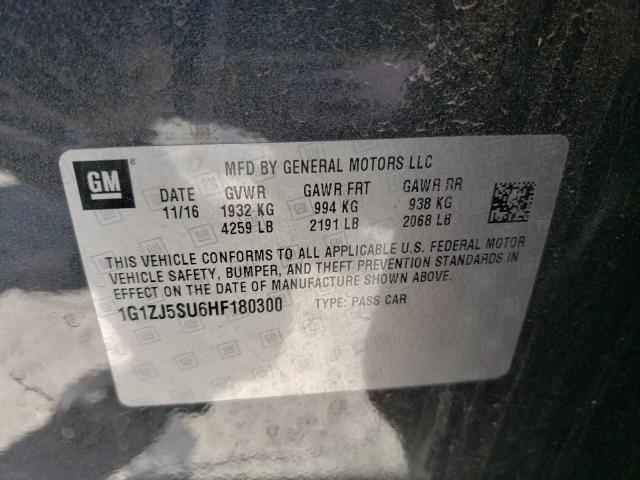 GM ®
MFD BY GENERAL MOTORS LLC
DATE GVWR GAWR FRT GAWR RR
11/16 1932 KG 994 KG 938 KG
4259 LB 2191 LB 2068 LB
THIS VEHICLE CONFORMS TO ALL APPLICABLE U.S. FEDERAL MOTOR
VEHICLE SAFETY, BUMPER, AND THEFT PREVENTION STANDARDS IN
EFFECT ON THE DATE OF MANUFACTURE SHOWN ABOVE.
1G1ZJ5SU6HF180300 TYPE: PASS CAR